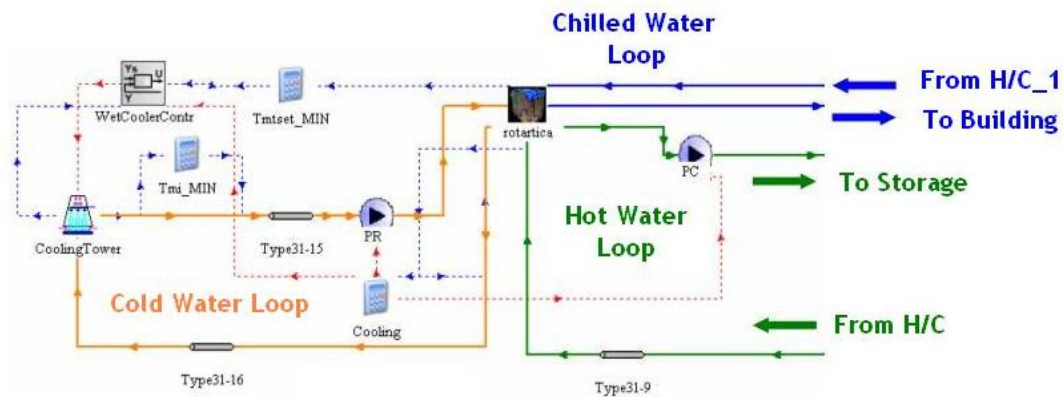 Chilled Water
Loop
From H/C_1
To Building
Ys
U
Y
WetCoolerContr
Tmtset_MIN
rotartica
Tmi_MIN
PC
To Storage
Hot Water
Loop
CoolingTower
Type31-15
PR
Cold Water Loop
Cooling
From H/C
Type31-16
Type31-9